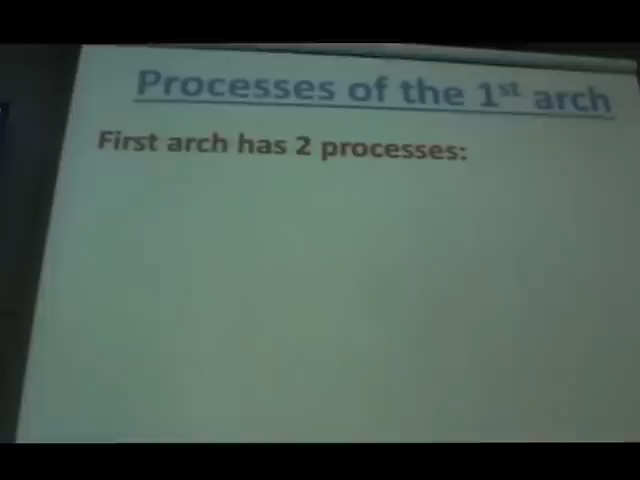 Processes of the 1st arch
First arch has 2 processes: